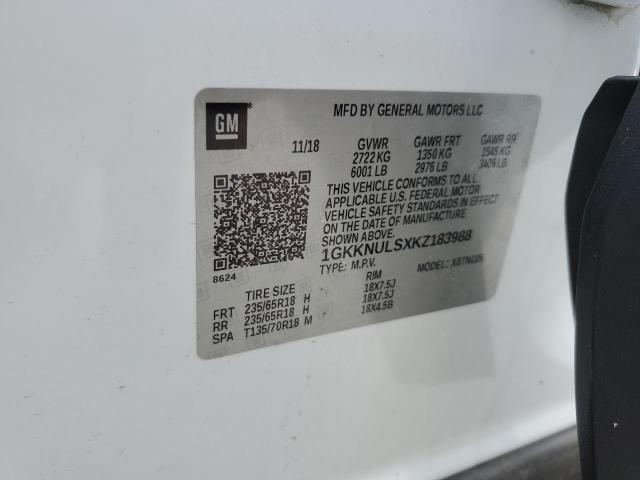 MFD BY GENERAL MOTORS LLC
GM
11/18 GVWR GAWR FRT GAWR RR
2722 KG 1350 KG 1545 KG
6001 LB 2976 LB 3406 LB
THIS VEHICLE CONFORMS TO ALL
APPLICABLE U.S. FEDERAL MOTOR
VEHICLE SAFETY STANDARDS IN EFFECT
ON THE DATE OF MANUFACTURE
SHOWN ABOVE.
1GKKNULSXKZ183988
8624
TYPE: M.P.V. MODEL:
TIRE SIZE RIM
FRT 235/65R18 H 18X7.5J
RR 235/65R18 H 18X7.5J
SPA T135/70R18 M 18X4.5B